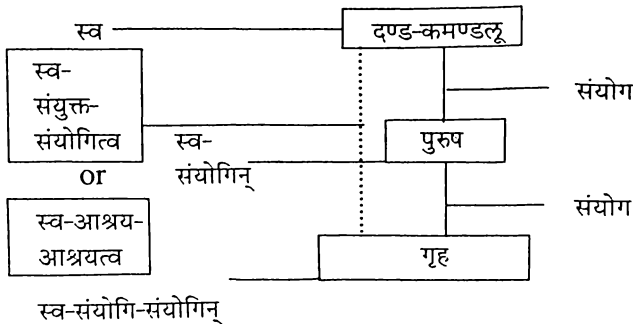 स्व
दण्ड-कमण्डलू
स्व-
संयुक्त-
संयोगित्व
संयोग
स्व-
संयोगिन्
पुरुष
or
स्व-आश्रय-
आश्रयत्व
संयोग
गृह
स्व-संयोगि-संयोगिन्